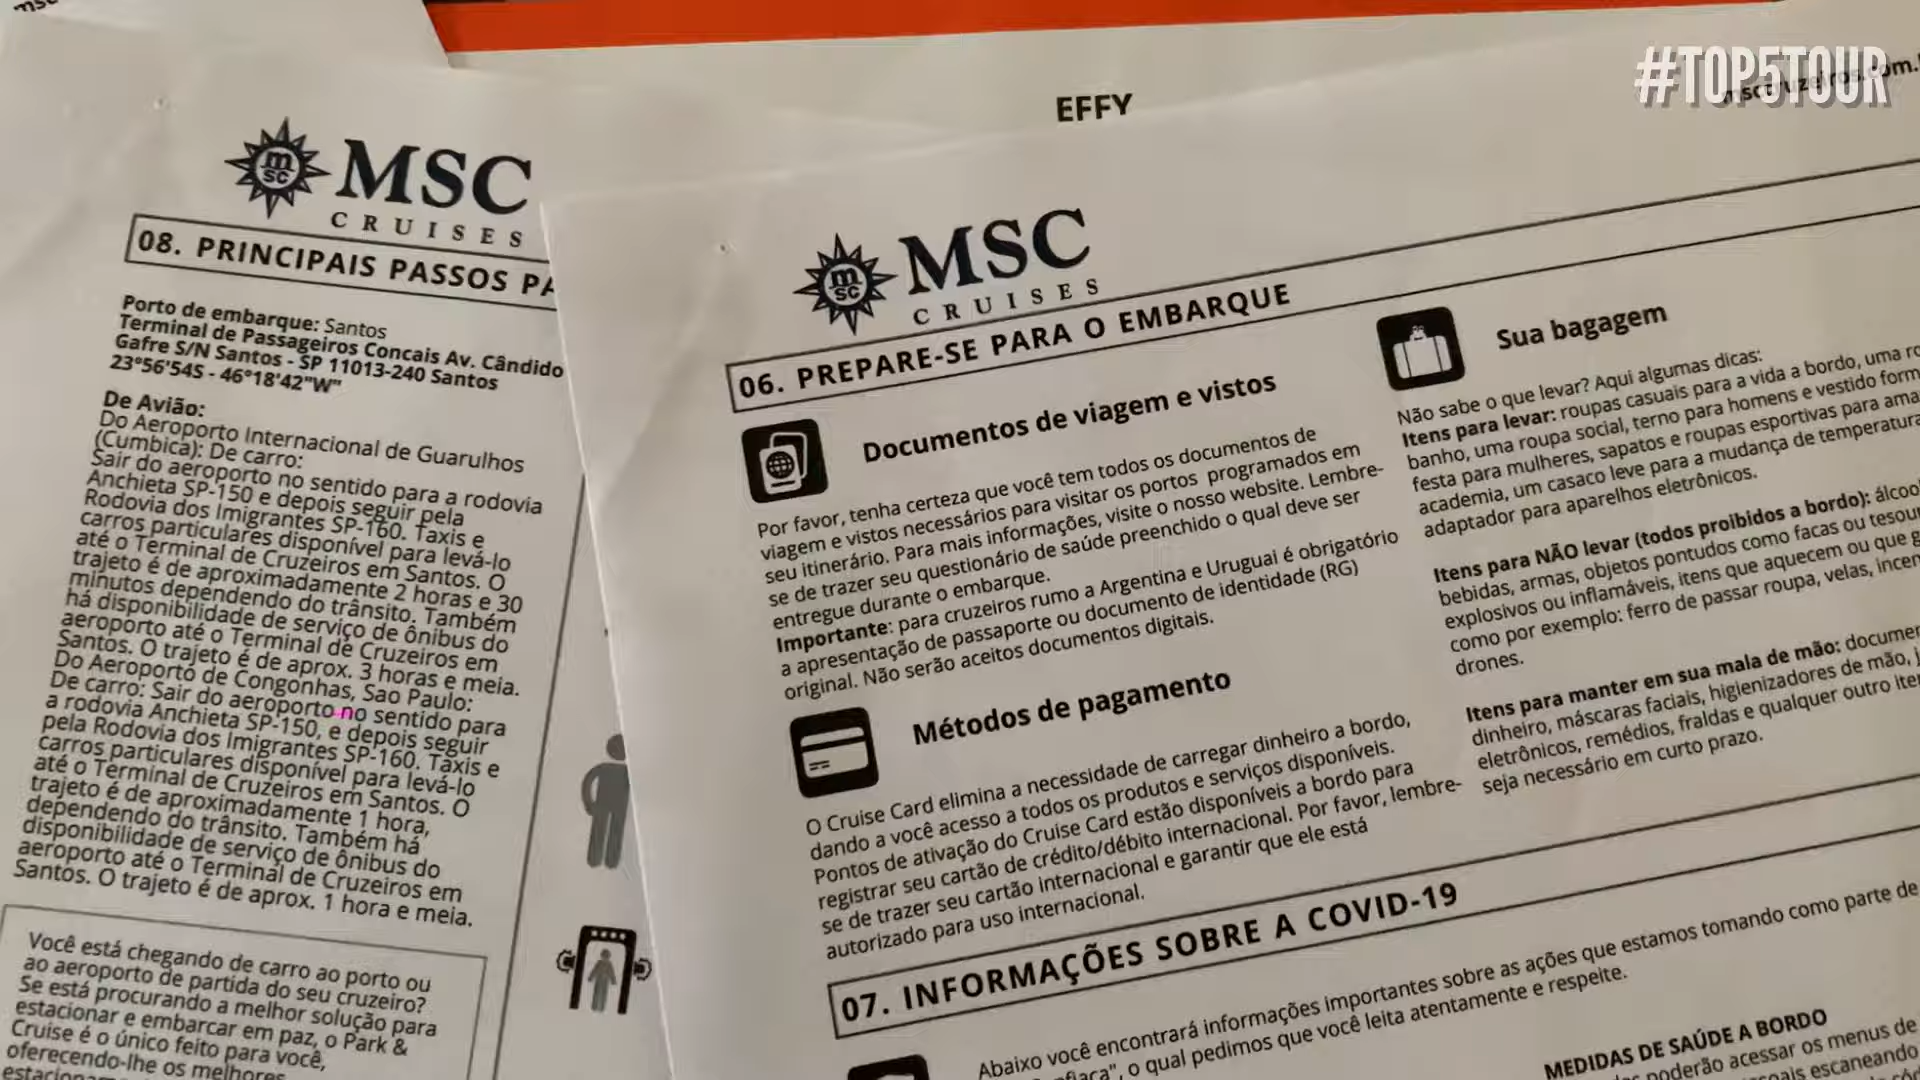 #TOP5TOUR
EFFY
MSC
CRUISES
08. PRINCIPAIS PASSOS
Porto de embarque: Santos
Terminal de Passageiros Concais Av. Cândido
Gafre S/N Santos - SP 11013-240 Santos
23°56'54S - 46°18'42"W"
De Avião:
Do Aeroporto Internacional de Guarulhos
(Cumbica): De carro:
Sair do aeroporto no sentido para a rodovia
Anchieta SP-150 e depois seguir pela
Rodovia dos Imigrantes SP-160. Taxis e
carros particulares disponível para levá-lo
até o Terminal de Cruzeiros em Santos. O
trajeto é de aproximadamente 2 horas e 30
minutos dependendo do trânsito. Também
há disponibilidade de serviço de ônibus do
aeroporto até o Terminal de Cruzeiros em
Santos. O trajeto é de aprox. 3 horas e meia.
Do Aeroporto de Congonhas, Sao Paulo:
De carro: Sair do aeroporto no sentido para
a rodovia Anchieta SP-150, e depois seguir
pela Rodovia dos Imigrantes SP-160. Taxis e
carros particulares disponível para levá-lo
até o Terminal de Cruzeiros em Santos. O
trajeto é de aproximadamente 1 hora,
dependendo do trânsito. Também há
disponibilidade de serviço de ônibus do
aeroporto até o Terminal de Cruzeiros em
Santos. O trajeto é de aprox. 1 hora e meia.
Você está chegando de carro ao porto ou
ao aeroporto de partida do seu cruzeiro?
Se está procurando a melhor solução para
estacionar e embarcar em paz, o Park &
Cruise é o único feito para você,
oferecendo-lhe os melhores
MSC
CRUISES
06. PREPARE-SE PARA O EMBARQUE
Documentos de viagem e vistos
Por favor, tenha certeza que você tem todos os documentos de
viagem e vistos necessários para visitar os portos programados em
seu itinerário. Para mais informações, visite o nosso website. Lembre-
se de trazer seu questionário de saúde preenchido o qual deve ser
entregue durante o embarque.
Importante: para cruzeiros rumo a Argentina e Uruguai é obrigatório
a apresentação de passaporte ou documento de identidade (RG)
original. Não serão aceitos documentos digitais.
Métodos de pagamento
O Cruise Card elimina a necessidade de carregar dinheiro a bordo,
dando a você acesso a todos os produtos e serviços disponíveis.
Pontos de ativação do Cruise Card estão disponíveis a bordo para
registrar seu cartão de crédito/débito internacional. Por favor, lembre-
se de trazer seu cartão internacional e garantir que ele está
autorizado para uso internacional.
Sua bagagem
Não sabe o que levar? Aqui algumas dicas:
Itens para levar: roupas casuais para a vida a bordo, uma
banho, uma roupa social, terno para homens e vestido
festa para mulheres, sapatos e roupas esportivas para
academia, um casaco leve para a mudança de temperatura
adaptador para aparelhos eletrônicos.
Itens para NÃO levar (todos proibidos a bordo):
bebidas, armas, objetos pontudos como facas ou
explosivos ou inflamáveis, itens que aquecem ou que
como por exemplo: ferro de passar roupa, velas,
drones.
Itens para manter em sua mala de mão:
dinheiro, máscaras faciais, higienizadores de mão,
eletrônicos, remédios, fraldas e qualquer outro
seja necessário em curto prazo.
07. INFORMAÇÕES SOBRE A COVID-19
Abaixo você encontrará informações importantes sobre as ações que estamos tomando como parte de
o qual pedimos que você leita atentamente e respeite.
MEDIDAS DE SAÚDE A BORDO
poderão acessar os menus de
escaneando